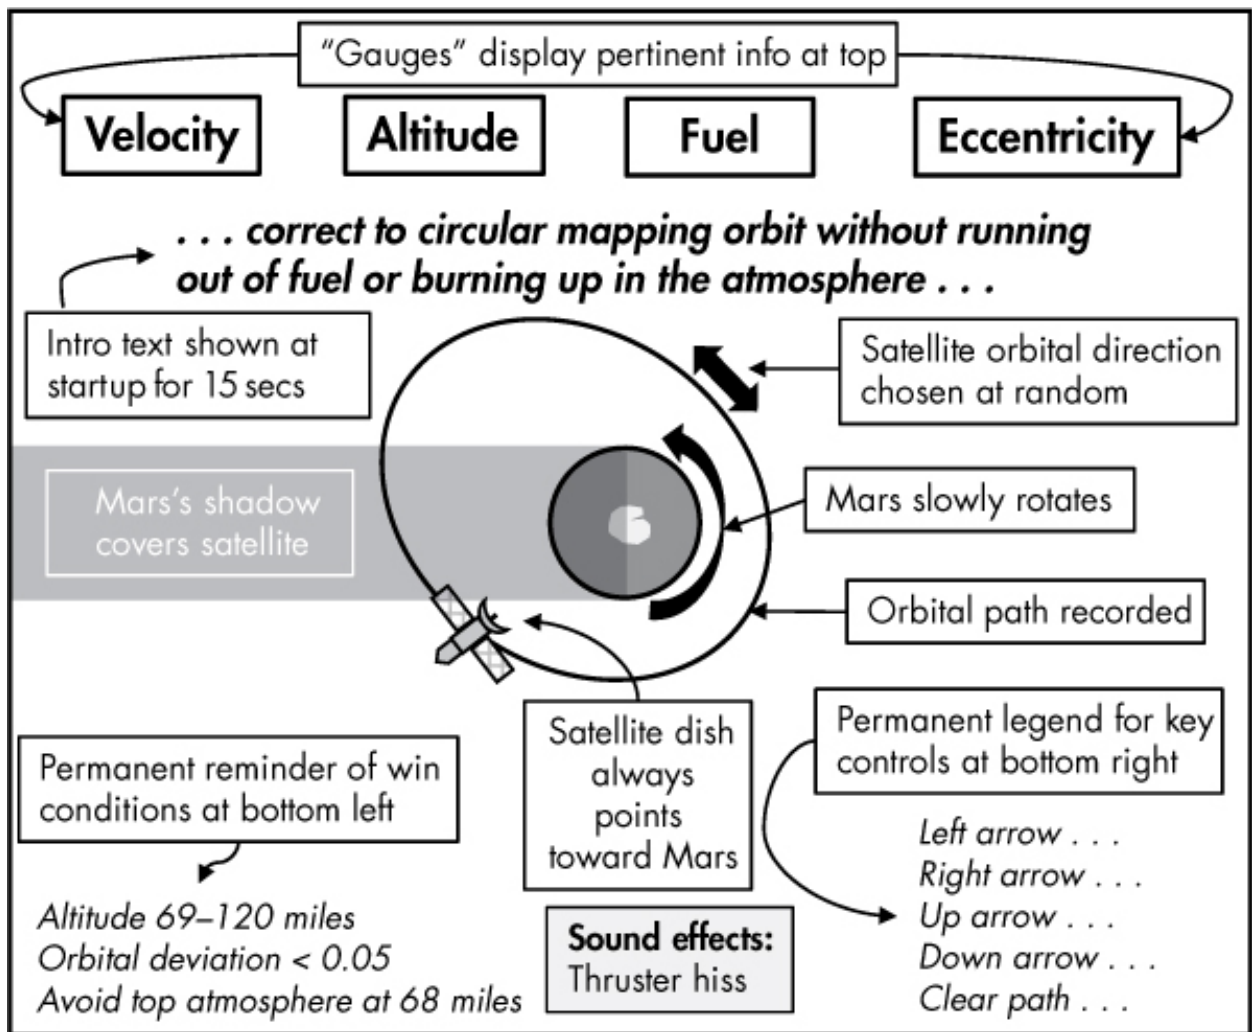 “Gauges” display pertinent info at top
Velocity
Altitude
Fuel
Eccentricity
. . . correct to circular mapping orbit without running
out of fuel or burning up in the atmosphere . . .
Intro text shown at
startup for 15 secs
Satellite orbital direction
chosen at random
Mars’s shadow
covers satellite
Mars slowly rotates
Orbital path recorded
Satellite dish
always
points
toward Mars
Permanent legend for key
controls at bottom right
Permanent reminder of win
conditions at bottom left
Left arrow . . .
Right arrow . . .
Up arrow . . .
Down arrow . . .
Clear path . . .
Altitude 69–120 miles
Orbital deviation < 0.05
Avoid top atmosphere at 68 miles
Sound effects:
Thruster hiss